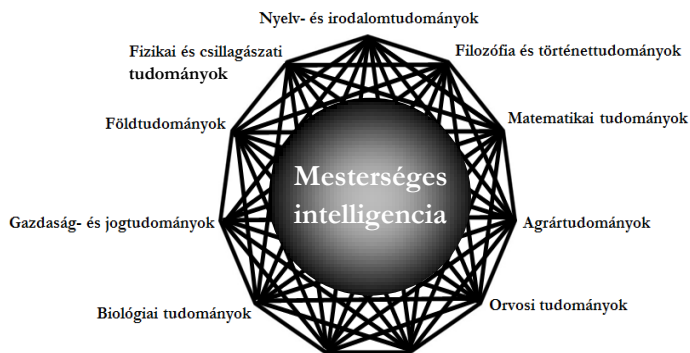 Nyelv- és irodalomtudományok
Fizikai és csillagászati
tudományok
Filozófia és történettudományok
Földtudományok
Matematikai tudományok
Mesterséges
intelligencia
Gazdaság- és jogtudományok
Agrártudományok
Biológiai tudományok
Orvosi tudományok